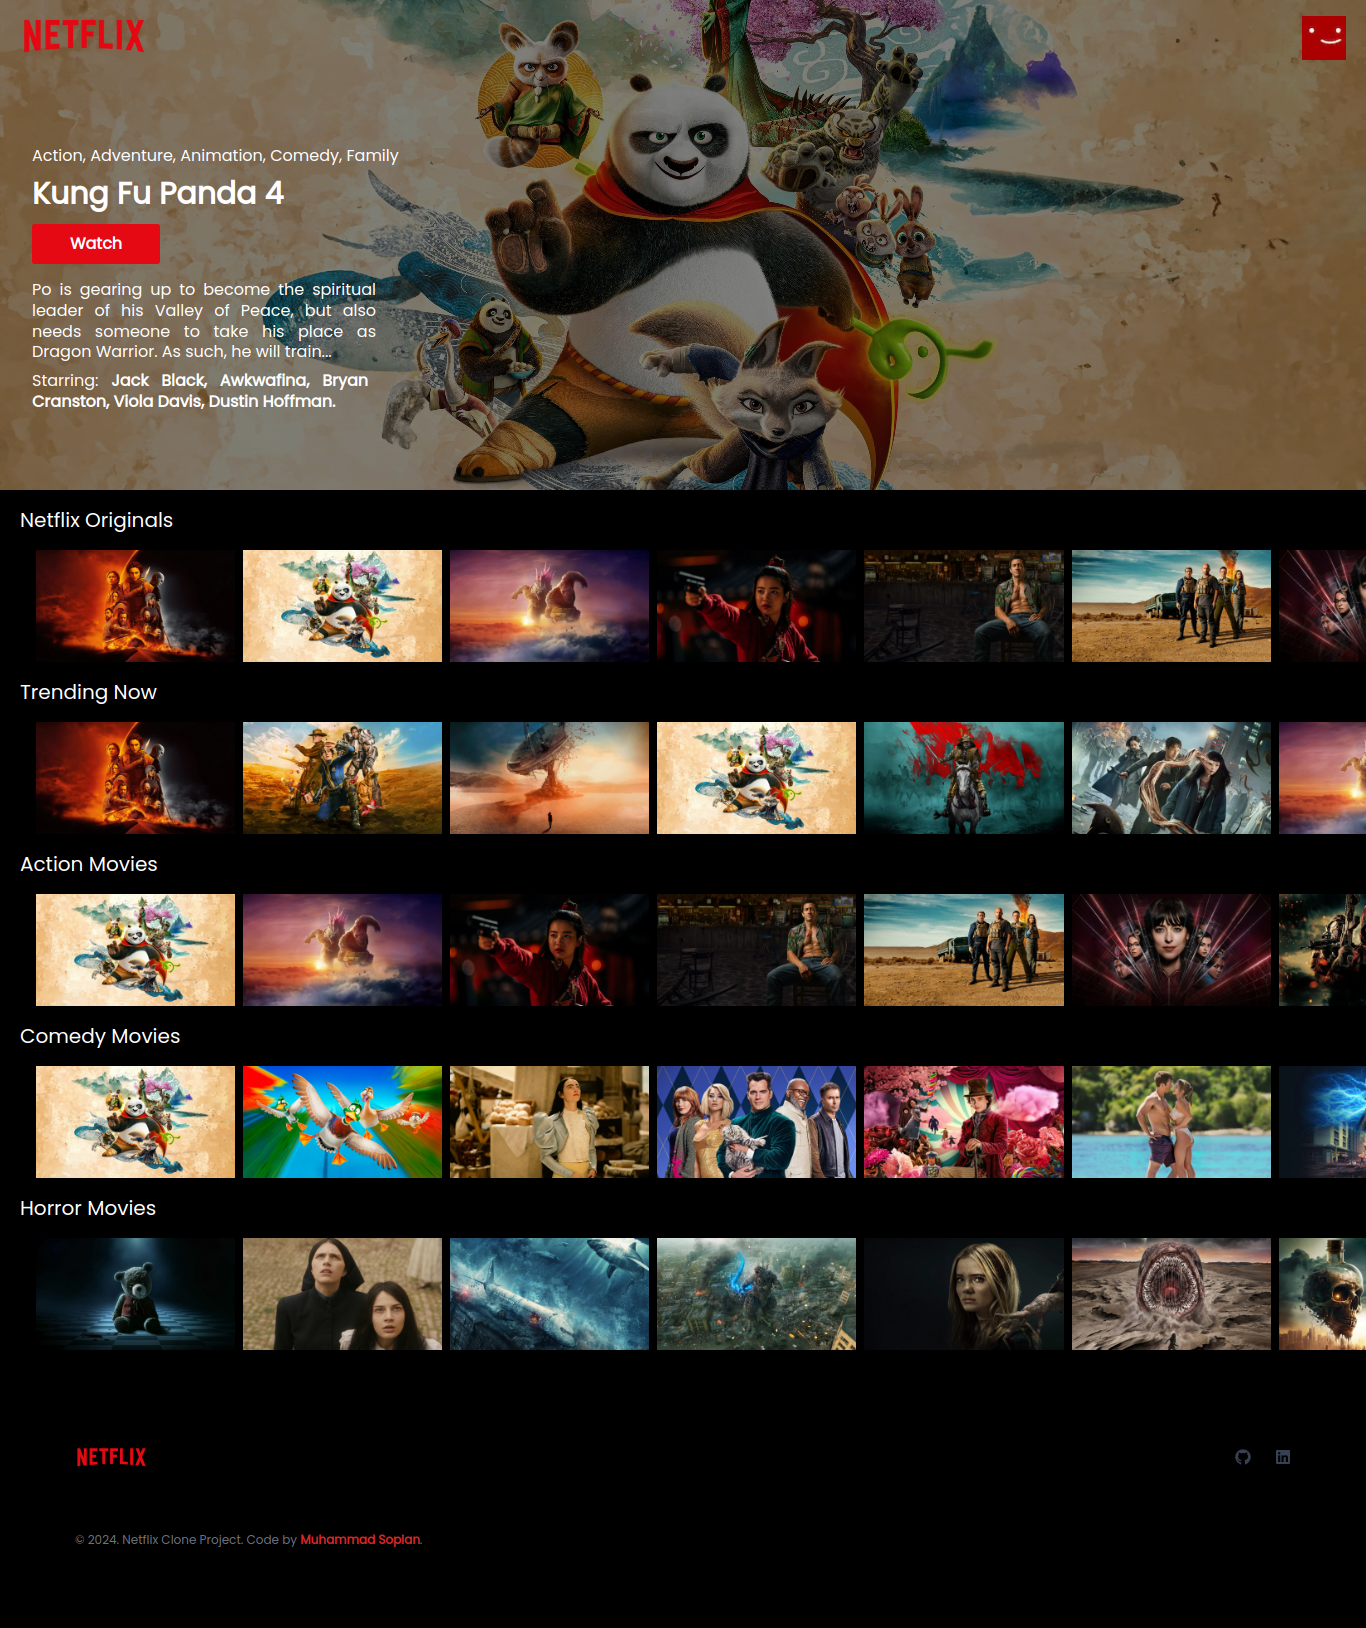 NETFLIX
Action, Adventure, Animation, Comedy, Family
Kung Fu Panda 4
Watch
Po is gearing up to become the spiritual
leader of his Valley of Peace, but also
needs someone to take his place as
Dragon Warrior. As such, he will train...
Starring: Jack Black, Awkwafina, Bryan
Cranston, Viola Davis, Dustin Hoffman.
Netflix Originals
Trending Now
Action Movies
Comedy Movies
Horror Movies
NETFLIX
© 2024. Netflix Clone Project. Code by Muhammad Sopian.